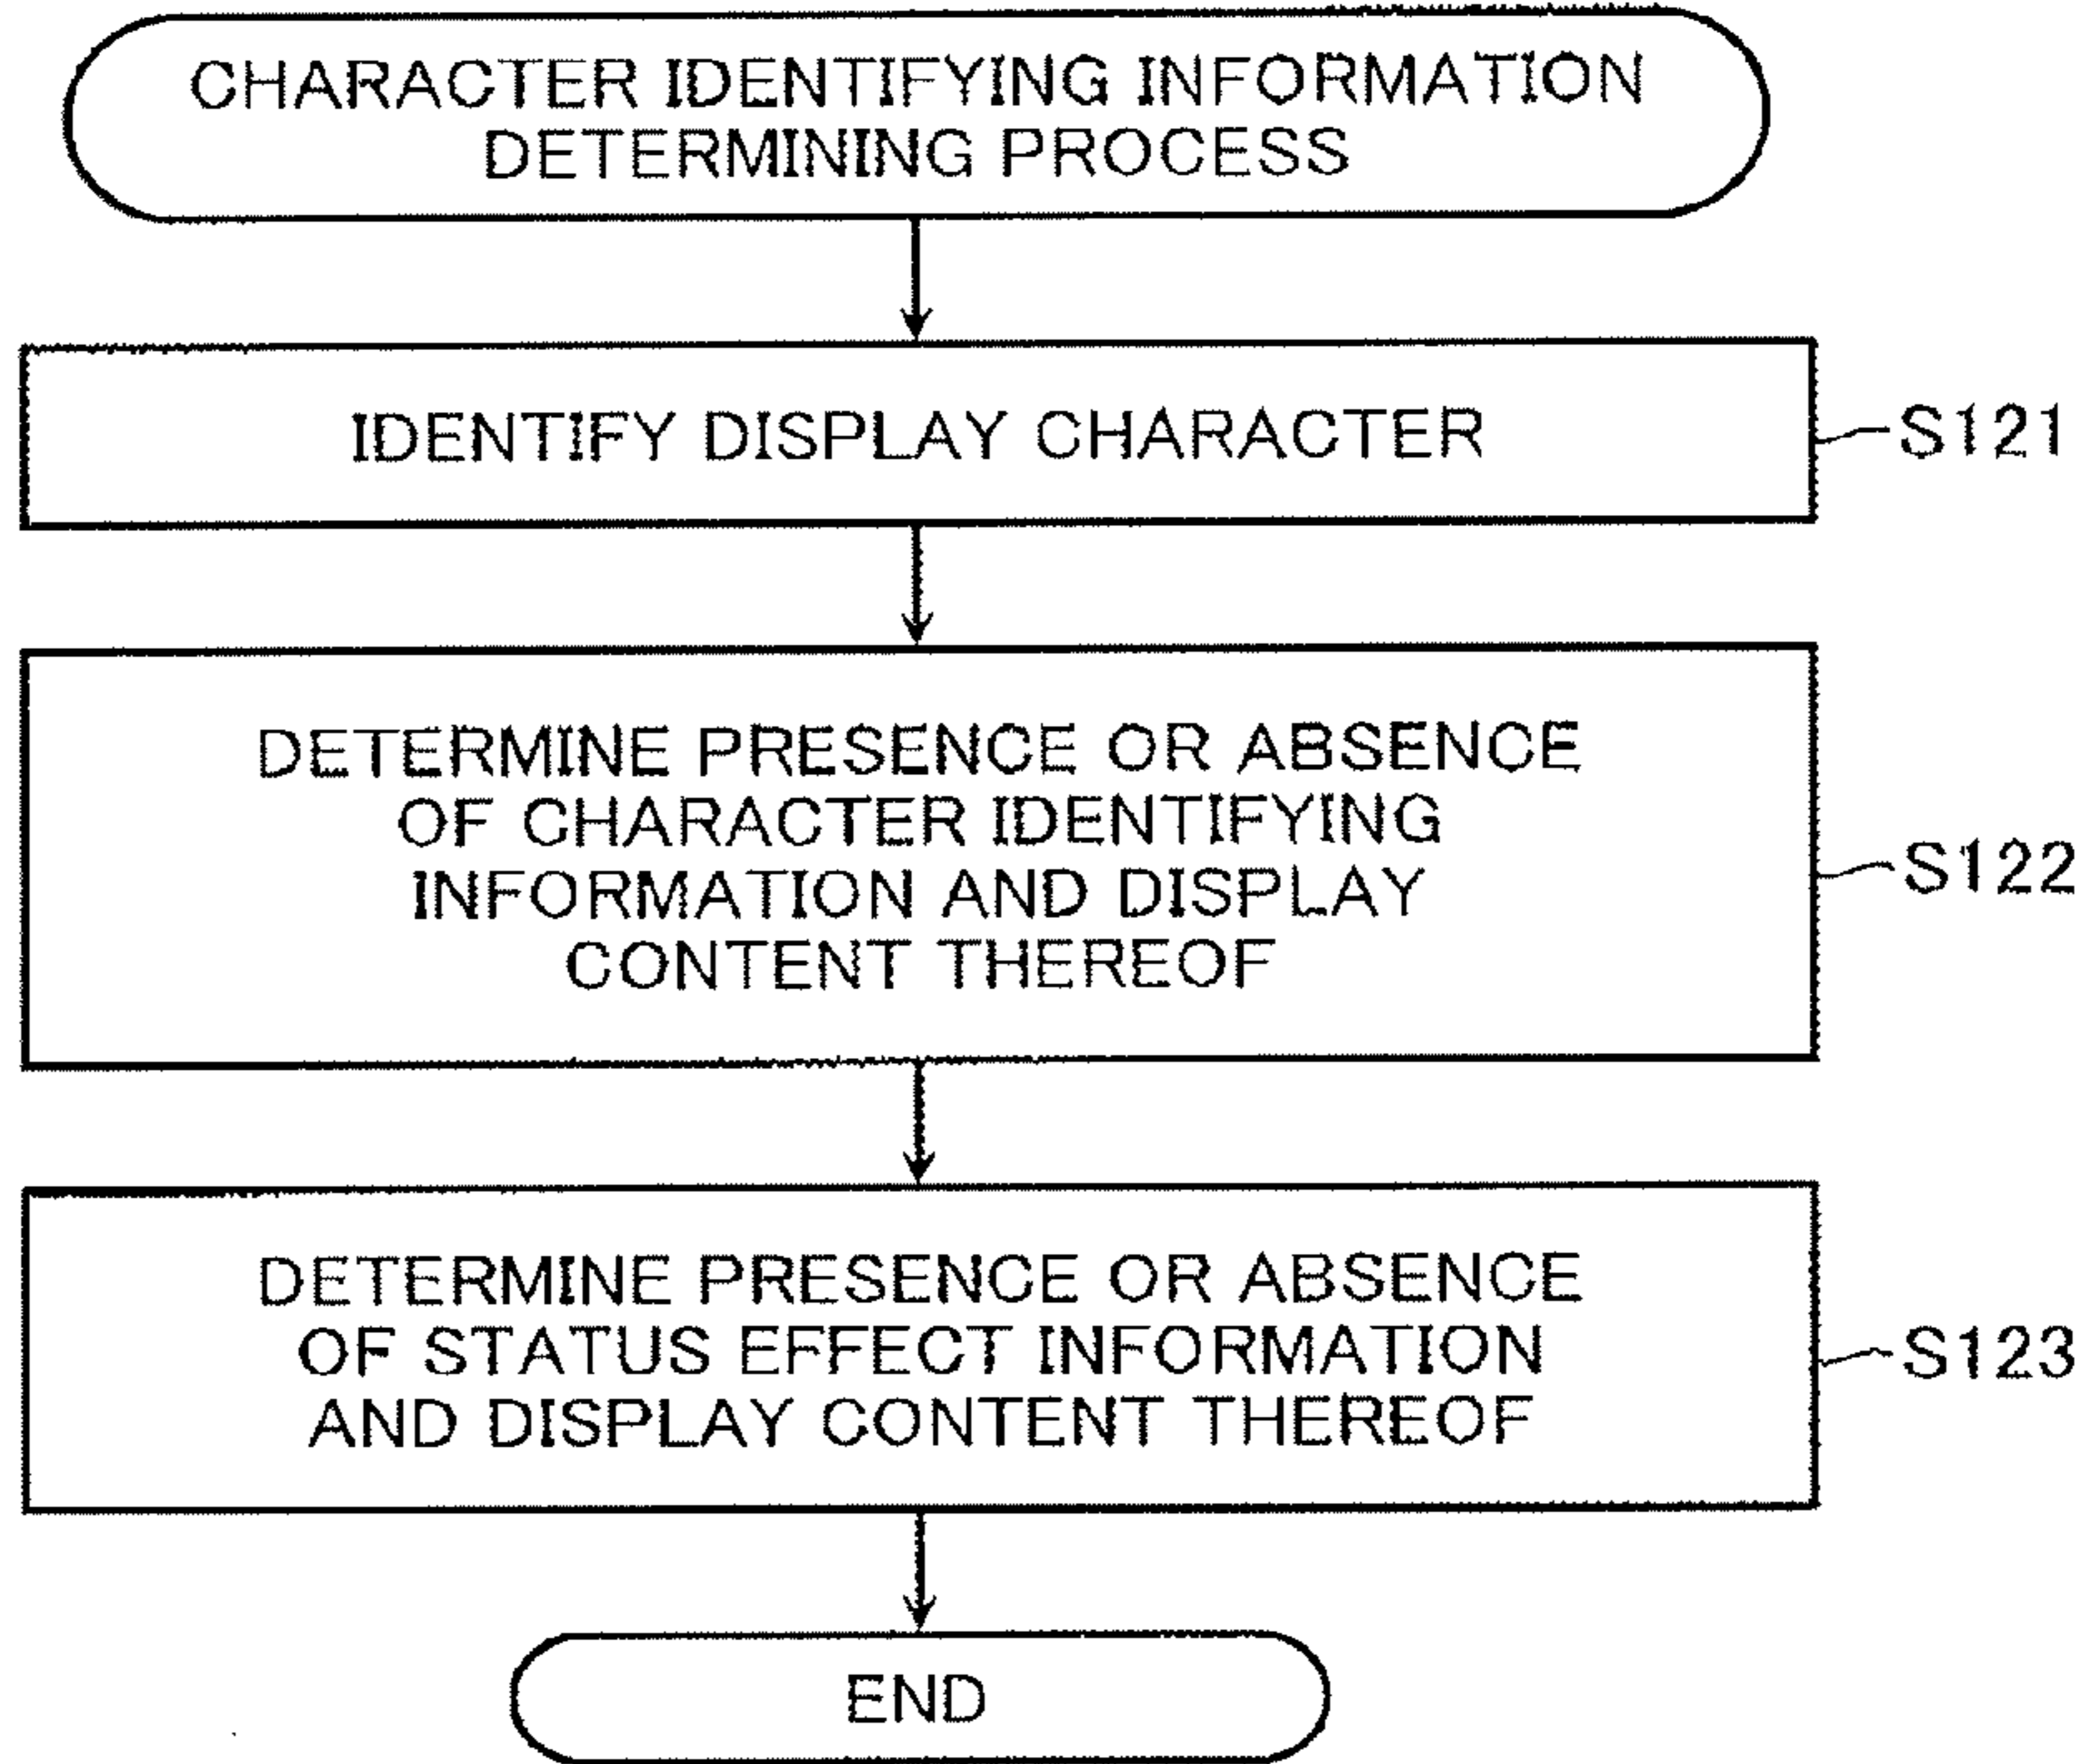 CHARACTER IDENTIFYING INFORMATION
DETERMINING PROCESS
IDENTIFY DISPLAY CHARACTER
S121
DETERMINE PRESENCE OR ABSENCE
OF CHARACTER IDENTIFYING
INFORMATION AND DISPLAY
CONTENT THEREOF
S122
DETERMINE PRESENCE OR ABSENCE
OF STATUS EFFECT INFORMATION
AND DISPLAY CONTENT THEREOF
S123
END